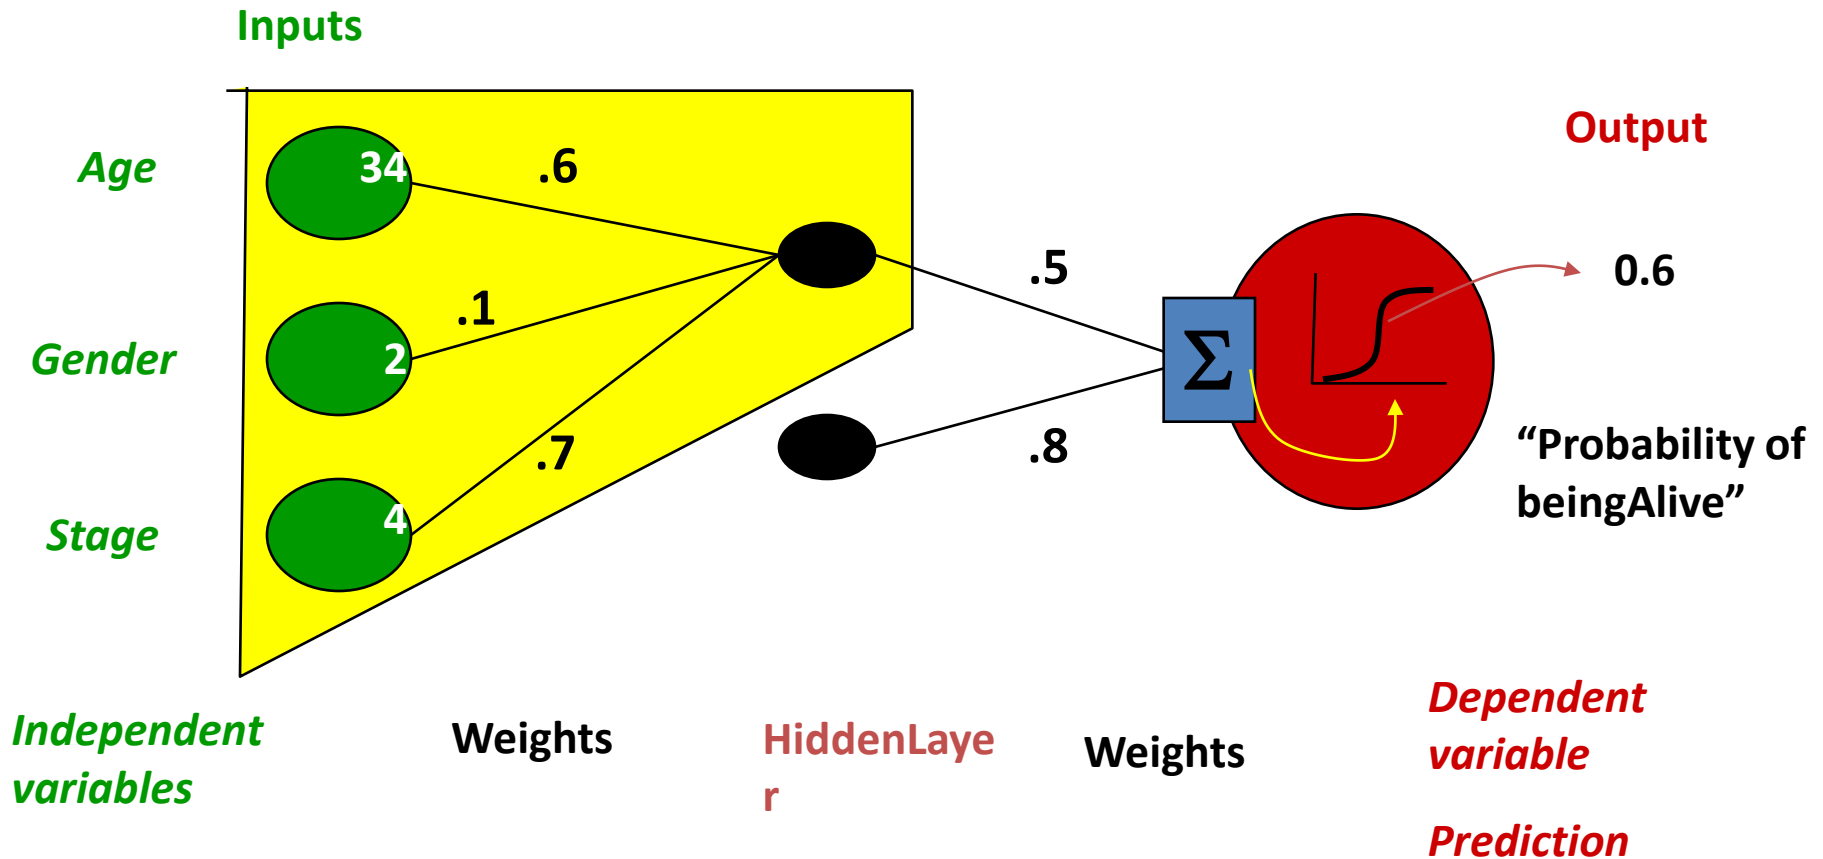 Inputs
Output
Age
34
.6
.5
0.6
Gender
2
.1
Σ
.7
.8
“Probability of
beingAlive”
Stage
4
Independent
variables
Weights
HiddenLaye
r
Weights
Dependent
variable
Prediction